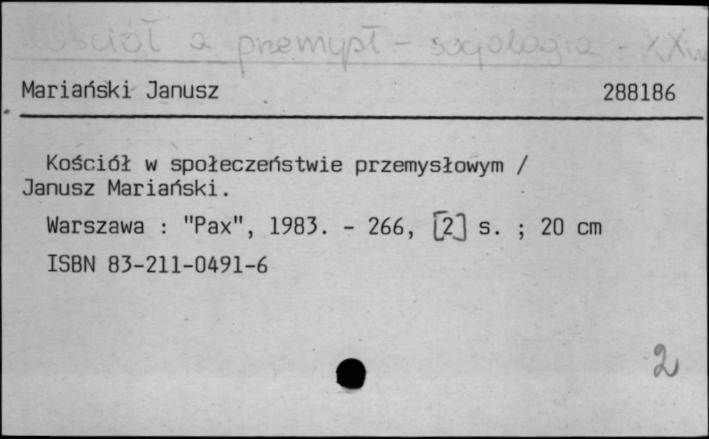 Kościół a przemysł - socjologia - XX w
Mariański Janusz 288186
Kościół w społeczeństwie przemysłowym /
Janusz Mariański.
Warszawa : "Pax", 1983. - 266, [2] s. ; 20 cm
ISBN 83-211-0491-6
2